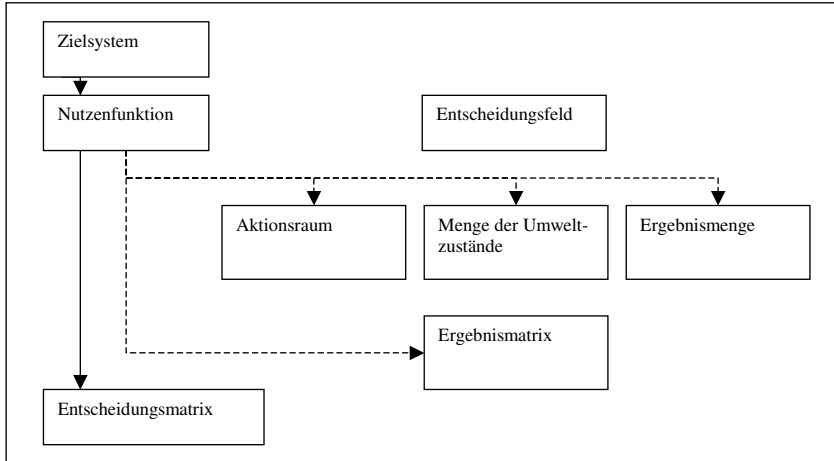 Zielsystem
Nutzenfunktion
Entscheidungsfeld
Aktionsraum
Menge der Umwelt-
zustände
Ergebnismenge
Ergebnismatrix
Entscheidungsmatrix